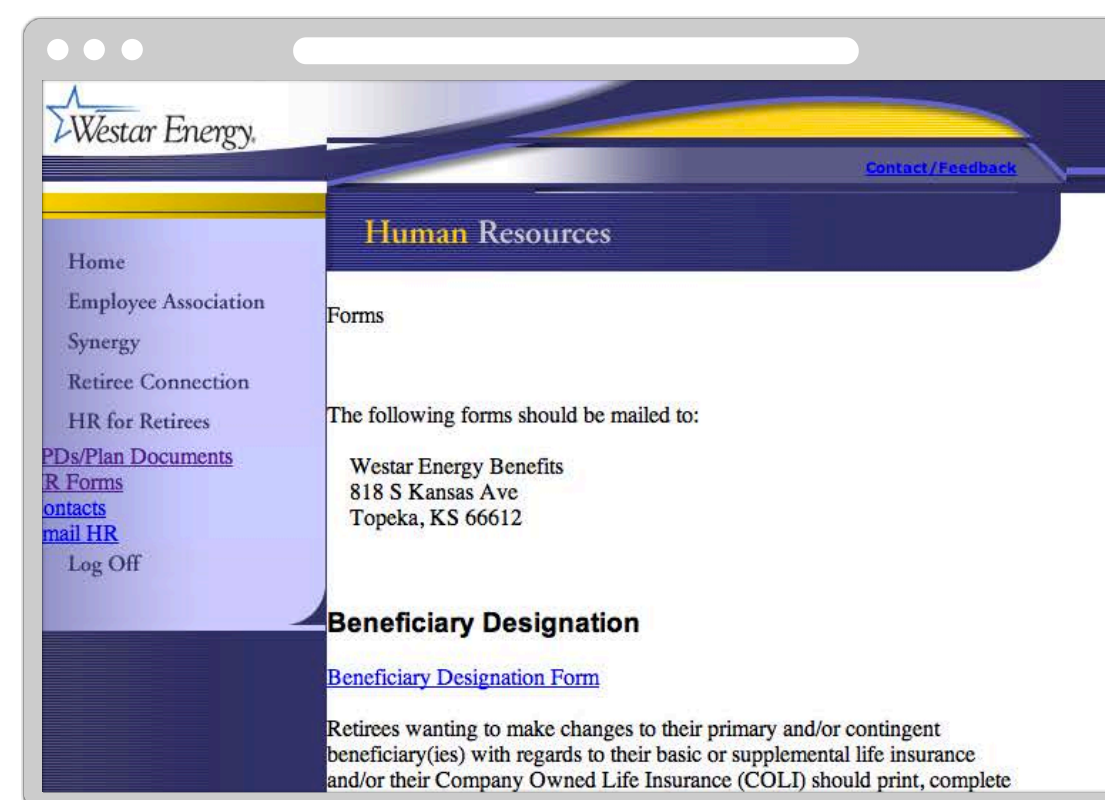 Westar Energy.
Contact/Feedback
Human Resources
Home
Employee Association
Synergy
Retiree Connection
HR for Retirees
PDs/Plan Documents
R Forms
ontacts
mail HR
Log Off
Forms
The following forms should be mailed to:
Westar Energy Benefits
818 S Kansas Ave
Topeka, KS 66612
Beneficiary Designation
Beneficiary Designation Form
Retirees wanting to make changes to their primary and/or contingent
beneficiary(ies) with regards to their basic or supplemental life insurance
and/or their Company Owned Life Insurance (COLI) should print, complete